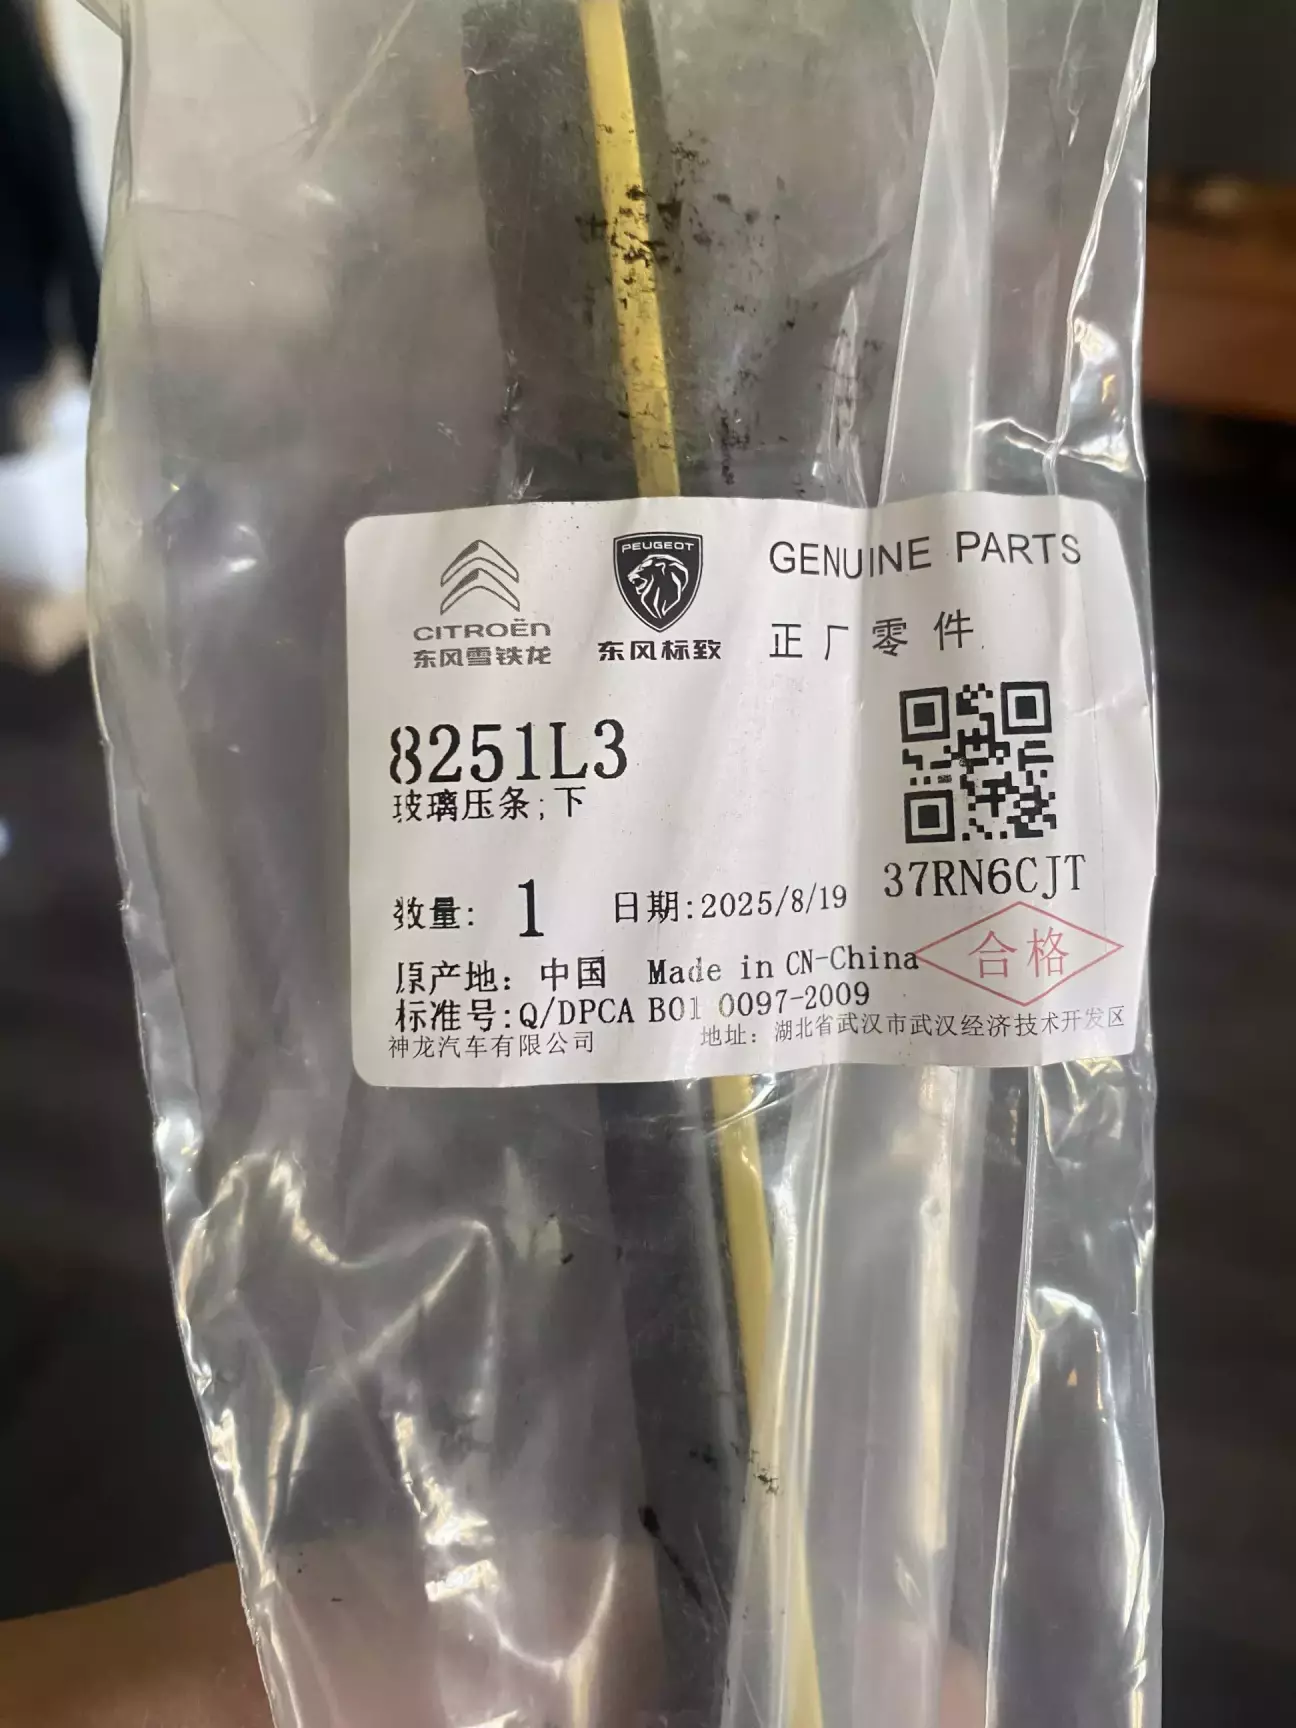 CITROËN
东风雪铁龙
PEUGEOT
东风标致
GENUINE PARTS
正厂零件
8251L3
玻璃压条;下
37RN6CJT
数量: 1 日期:2025/8/19
合格
原产地: 中国 Made in CN-China
标准号:Q/DPCA B01 0097-2009
神龙汽车有限公司 地址: 湖北省武汉市武汉经济技术开发区